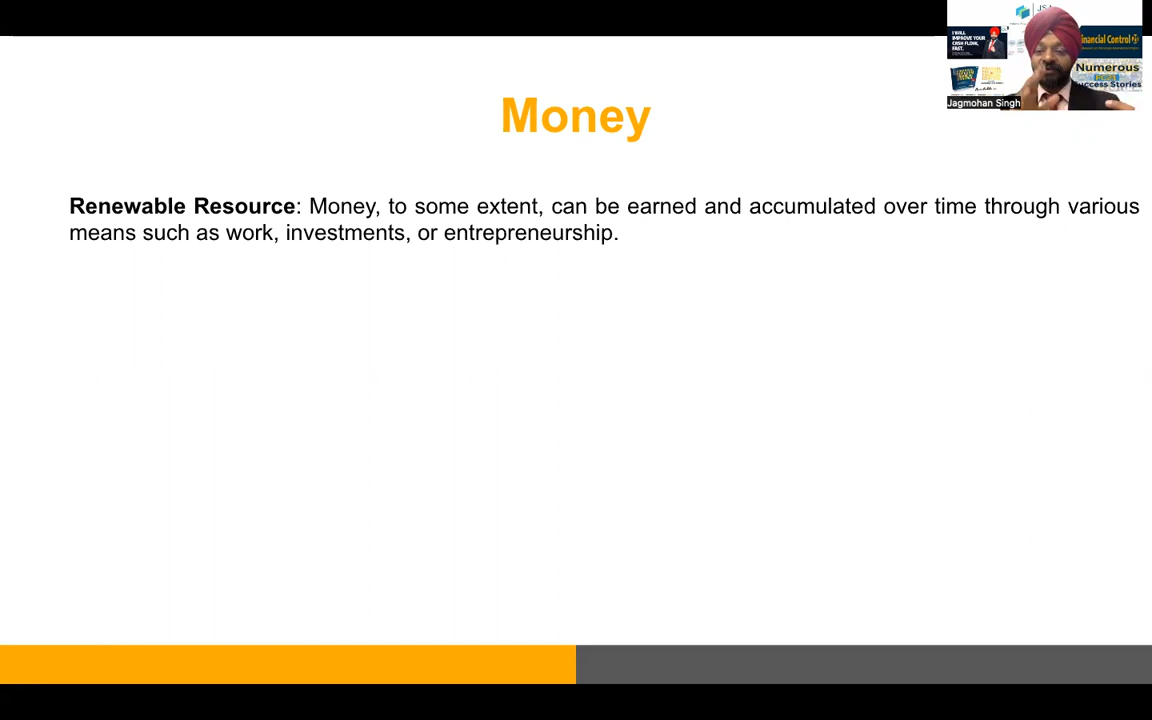 JSA
I WILL
IMPROVE YOUR
CASH FLOW,
FAST.
Financial Control
Numerous
Success Stories
Jagmohan Singh
Money
Renewable Resource: Money, to some extent, can be earned and accumulated over time through various
means such as work, investments, or entrepreneurship.